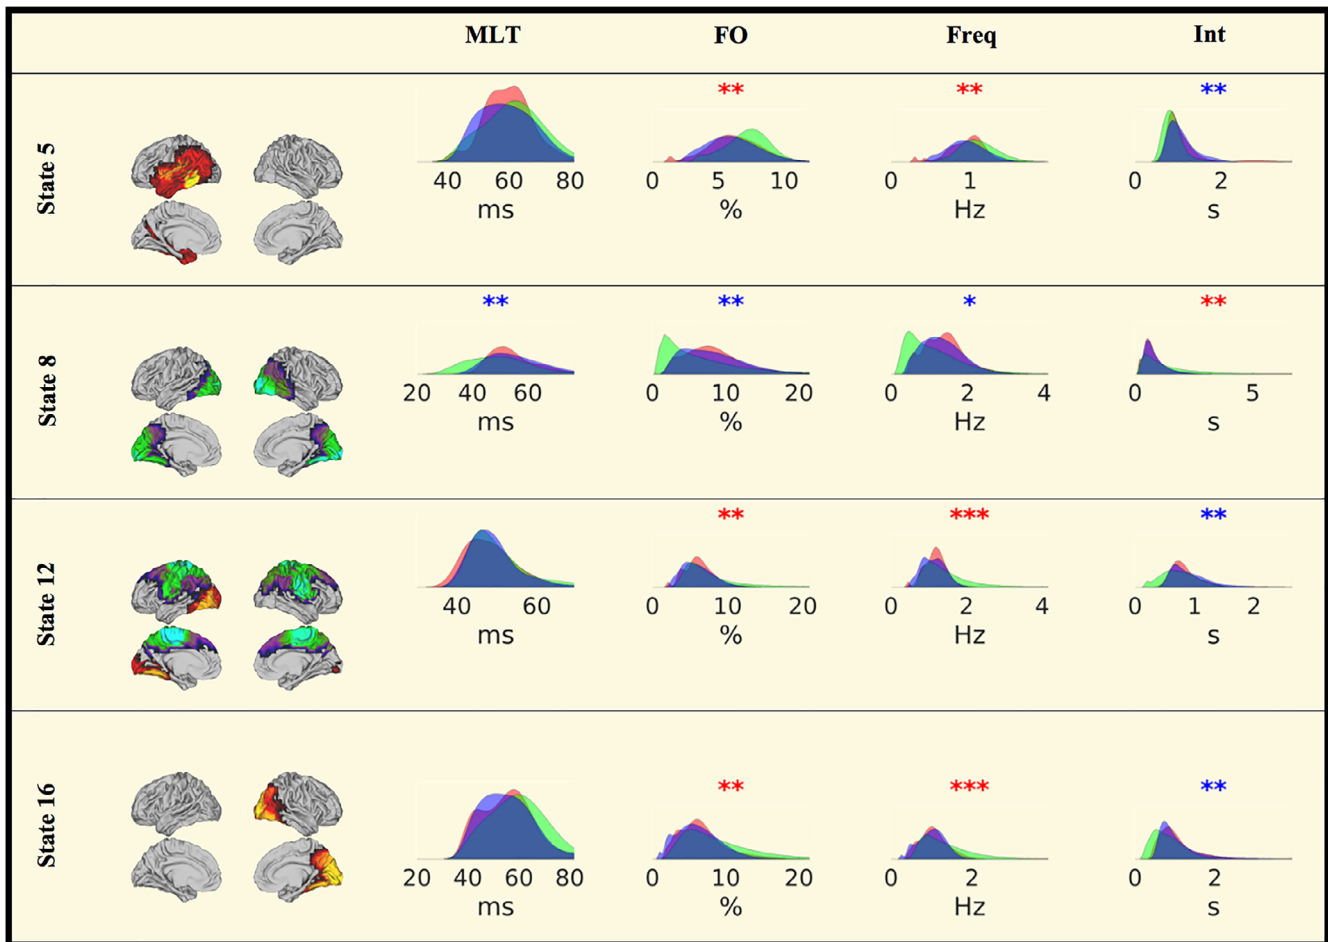 MLT FO Freq Int
State 5
** ** **
40 60 80 0 5 10 0 1 0 2
ms % Hz s
State 8
** ** * **
20 40 60 0 10 20 0 2 4 0 5
ms % Hz s
State 12
** *** **
40 60 0 10 20 0 2 4 0 1 2
ms % Hz s
State 16
** *** **
20 40 60 80 0 10 20 0 2 0 2
ms % Hz s